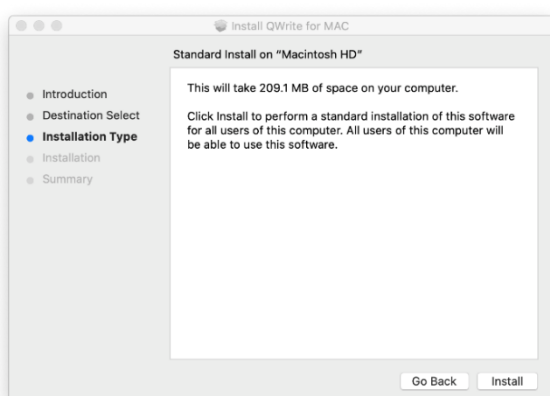 Install QWrite for MAC
Standard Install on “Macintosh HD”
Introduction
Destination Select
Installation Type
Installation
Summary
This will take 209.1 MB of space on your computer.
Click Install to perform a standard installation of this software
for all users of this computer. All users of this computer will
be able to use this software.
Go Back
Install